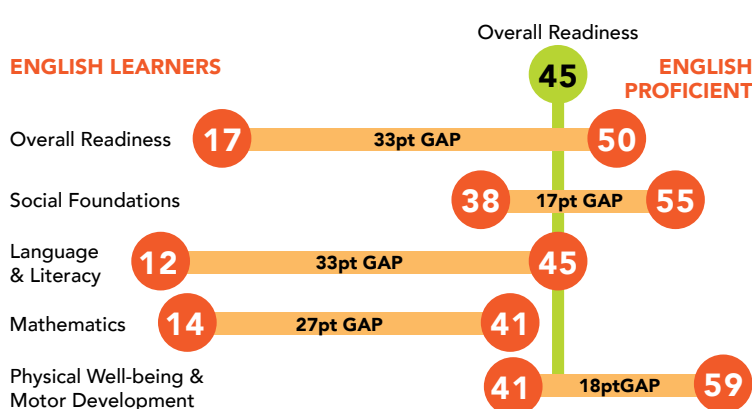 Overall Readiness
45
ENGLISH LEARNERS
ENGLISH
PROFICIENT
Overall Readiness
17
33pt GAP
50
Social Foundations
38
17pt GAP
55
Language
& Literacy
12
33pt GAP
45
Mathematics
14
27pt GAP
41
Physical Well-being &
Motor Development
41
18ptGAP
59